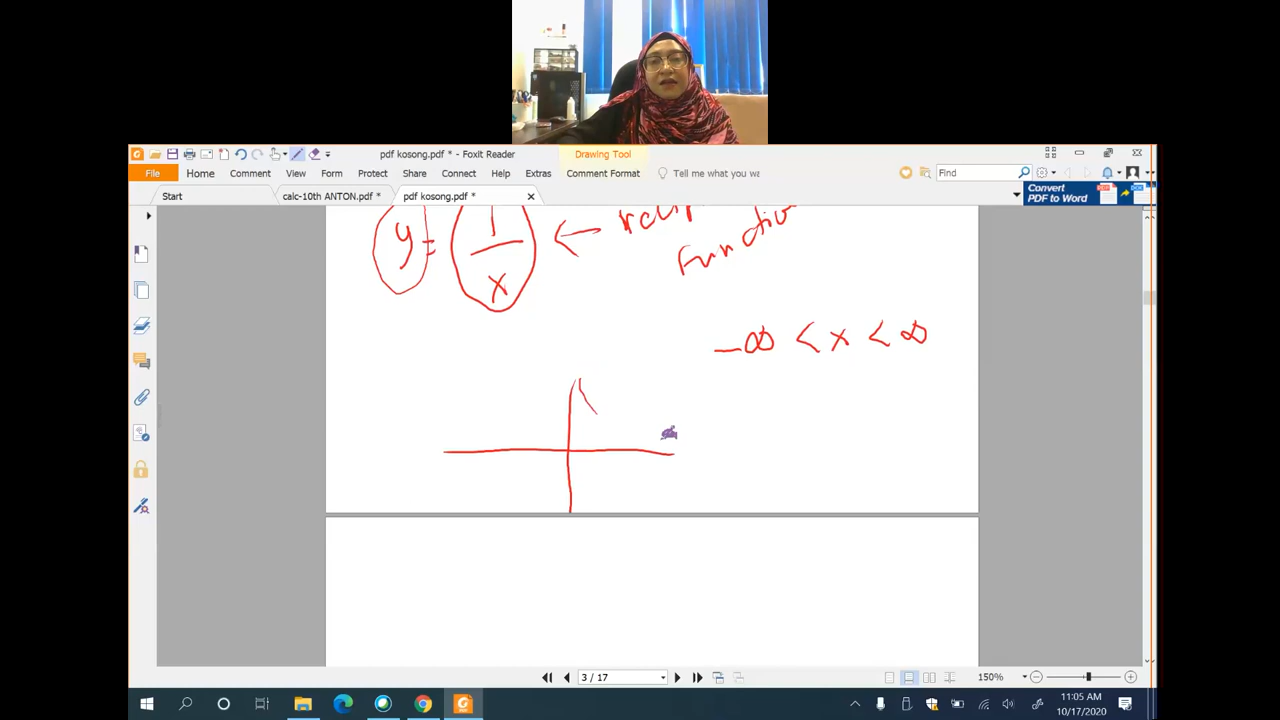 pdf kosong.pdf * - Foxit Reader
Drawing Tool
File Home Comment View Form Protect Share Connect Help Extras Comment Format Tell me what you wa Find
Start calc-10th ANTON.pdf * pdf kosong.pdf *
Convert
PDF to Word
y = 1/x ←
Function
-∞ < x < ∞
3 / 17
150%
11:05 AM
10/17/2020